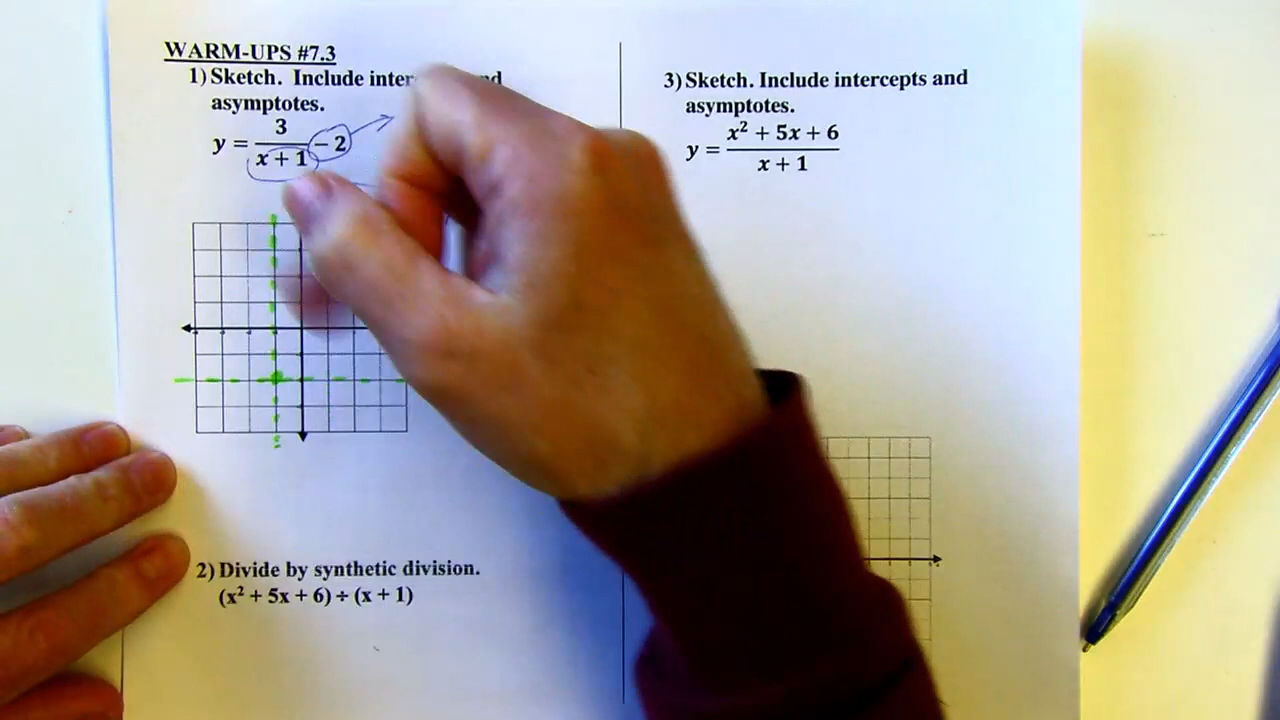 WARM-UPS #7.3
1) Sketch. Include
asymptotes.
y = 3/(x + 1) − 2
2) Divide by synthetic division.
(x² + 5x + 6) ÷ (x + 1)
3) Sketch. Include intercepts and
asymptotes.
y = (x² + 5x + 6)/(x + 1)